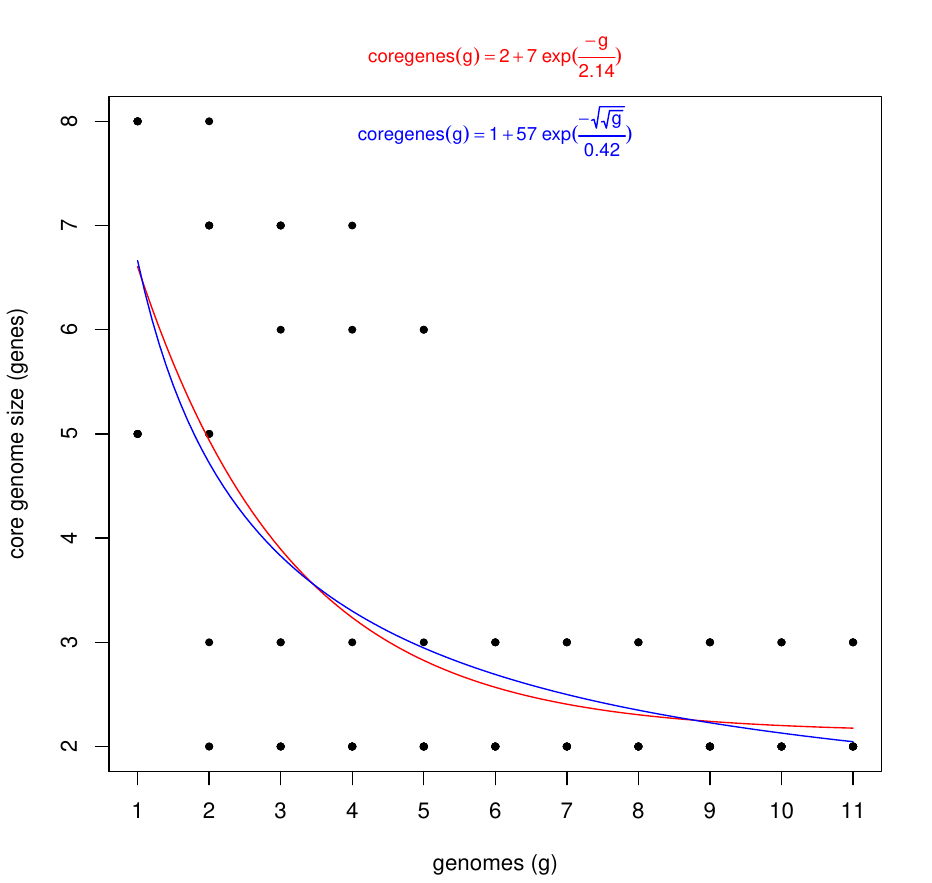 coregenes(g) = 2 + 7 exp(−g/2.14)
coregenes(g) = 1 + 57 exp(−√√g/0.42)
8
7
6
5
4
3
2
core genome size (genes)
1 2 3 4 5 6 7 8 9 10 11
genomes (g)